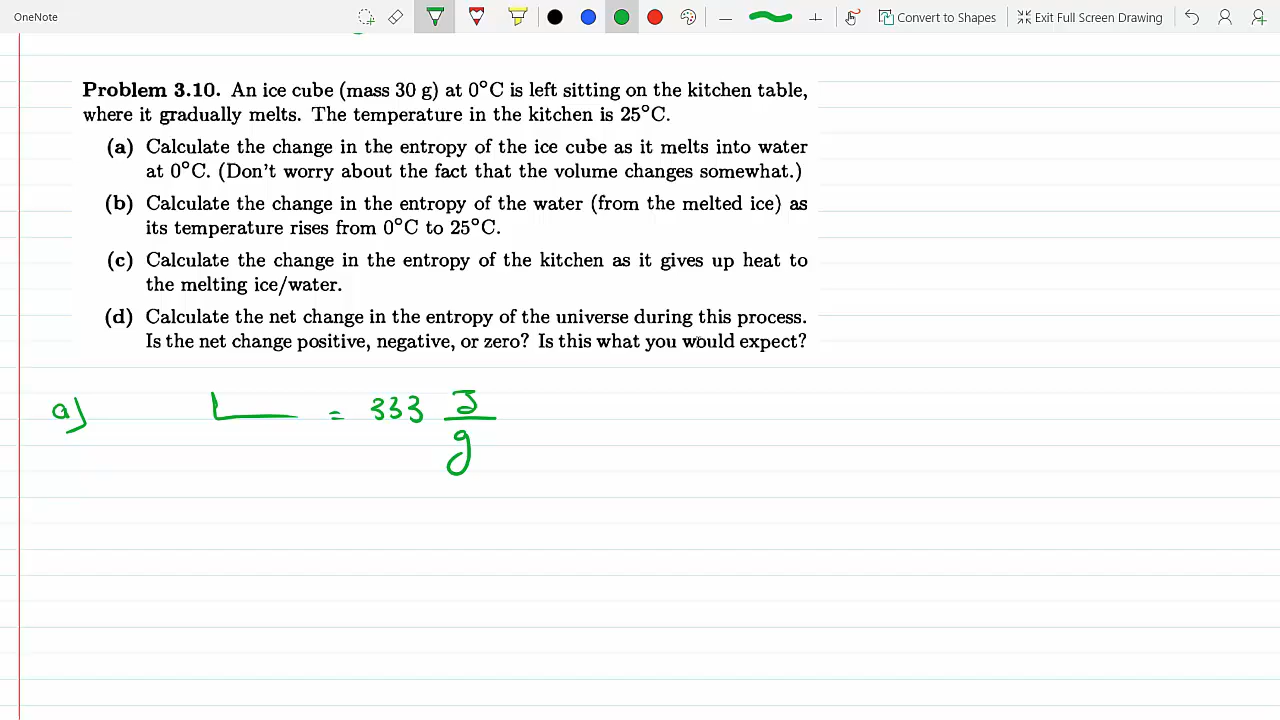 OneNote
Convert to Shapes
Exit Full Screen Drawing
Problem 3.10. An ice cube (mass 30 g) at 0°C is left sitting on the kitchen table,
where it gradually melts. The temperature in the kitchen is 25°C.
(a) Calculate the change in the entropy of the ice cube as it melts into water
at 0°C. (Don't worry about the fact that the volume changes somewhat.)
(b) Calculate the change in the entropy of the water (from the melted ice) as
its temperature rises from 0°C to 25°C.
(c) Calculate the change in the entropy of the kitchen as it gives up heat to
the melting ice/water.
(d) Calculate the net change in the entropy of the universe during this process.
Is the net change positive, negative, or zero? Is this what you would expect?
a) L = 333 J
g